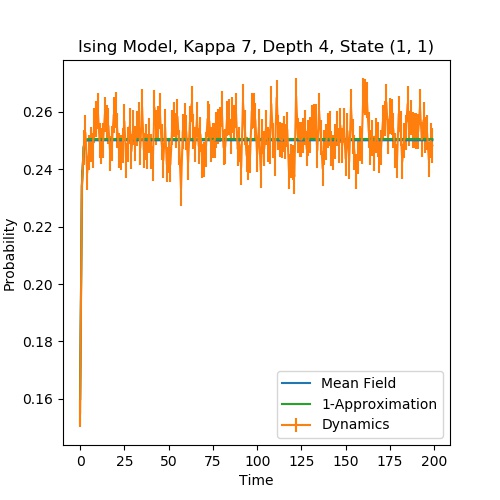 Ising Model, Kappa 7, Depth 4, State (1, 1)
0.26
0.24
0.22
0.20
0.18
0.16
Probability
Mean Field
1-Approximation
Dynamics
0 25 50 75 100 125 150 175 200
Time